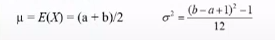 μ = E(X) = (a + b)/2    σ² = ((b – a + 1)² – 1)/12